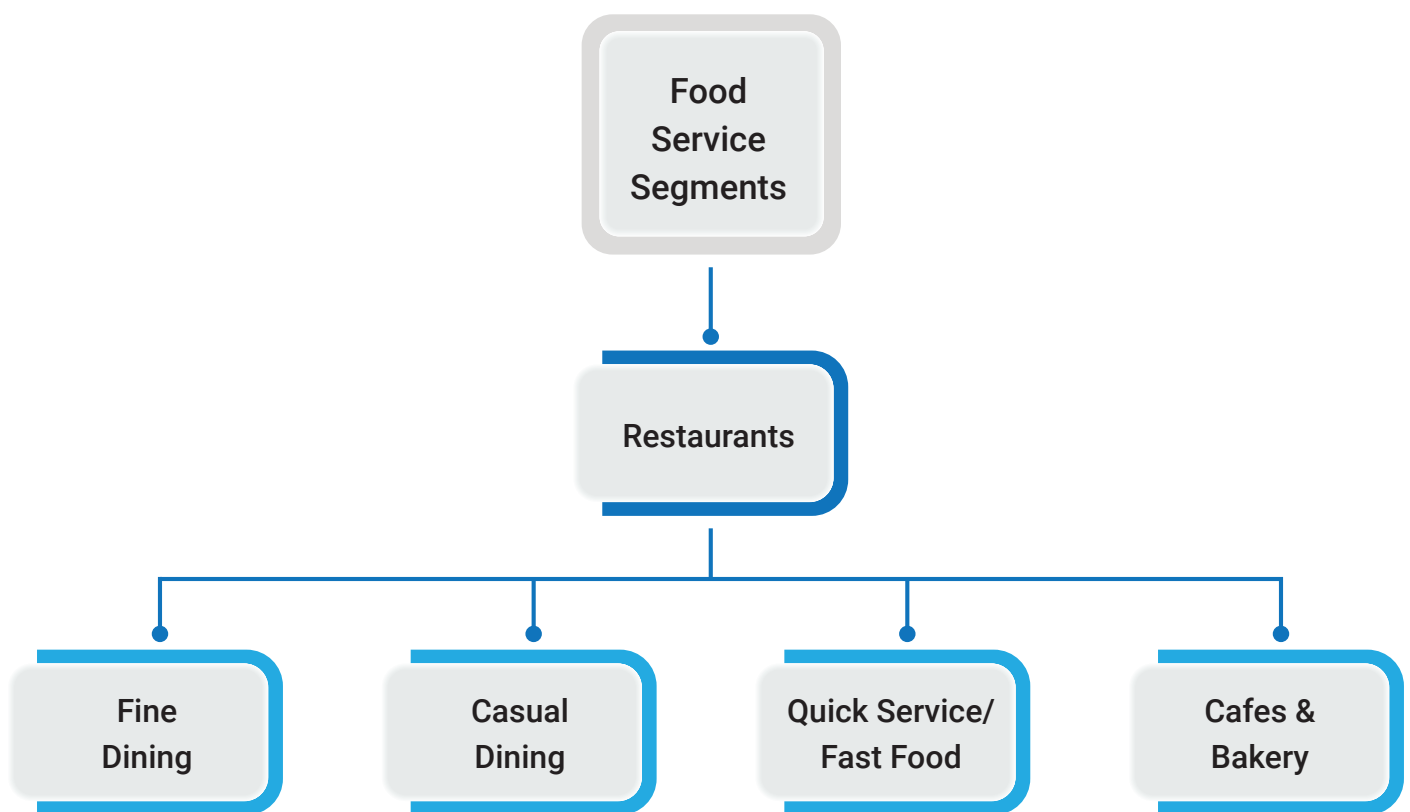 Food
Service
Segments
Restaurants
Fine
Dining
Casual
Dining
Quick Service/
Fast Food
Cafes &
Bakery